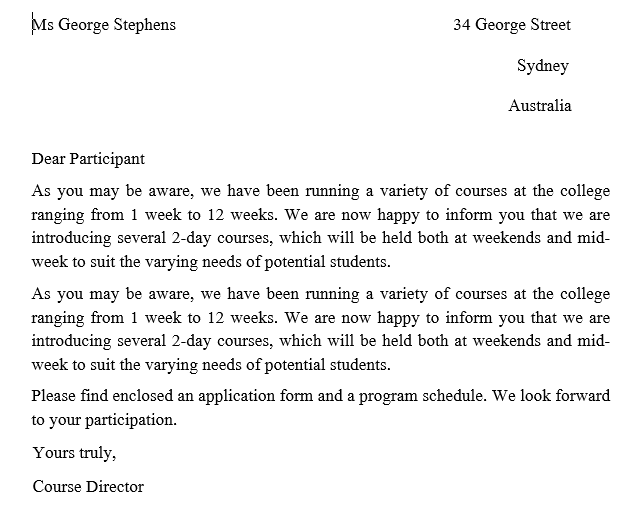 Ms George Stephens 34 George Street
Sydney
Australia
Dear Participant
As you may be aware, we have been running a variety of courses at the college
ranging from 1 week to 12 weeks. We are now happy to inform you that we are
introducing several 2-day courses, which will be held both at weekends and mid-
week to suit the varying needs of potential students.
As you may be aware, we have been running a variety of courses at the college
ranging from 1 week to 12 weeks. We are now happy to inform you that we are
introducing several 2-day courses, which will be held both at weekends and mid-
week to suit the varying needs of potential students.
Please find enclosed an application form and a program schedule. We look forward
to your participation.
Yours truly,
Course Director